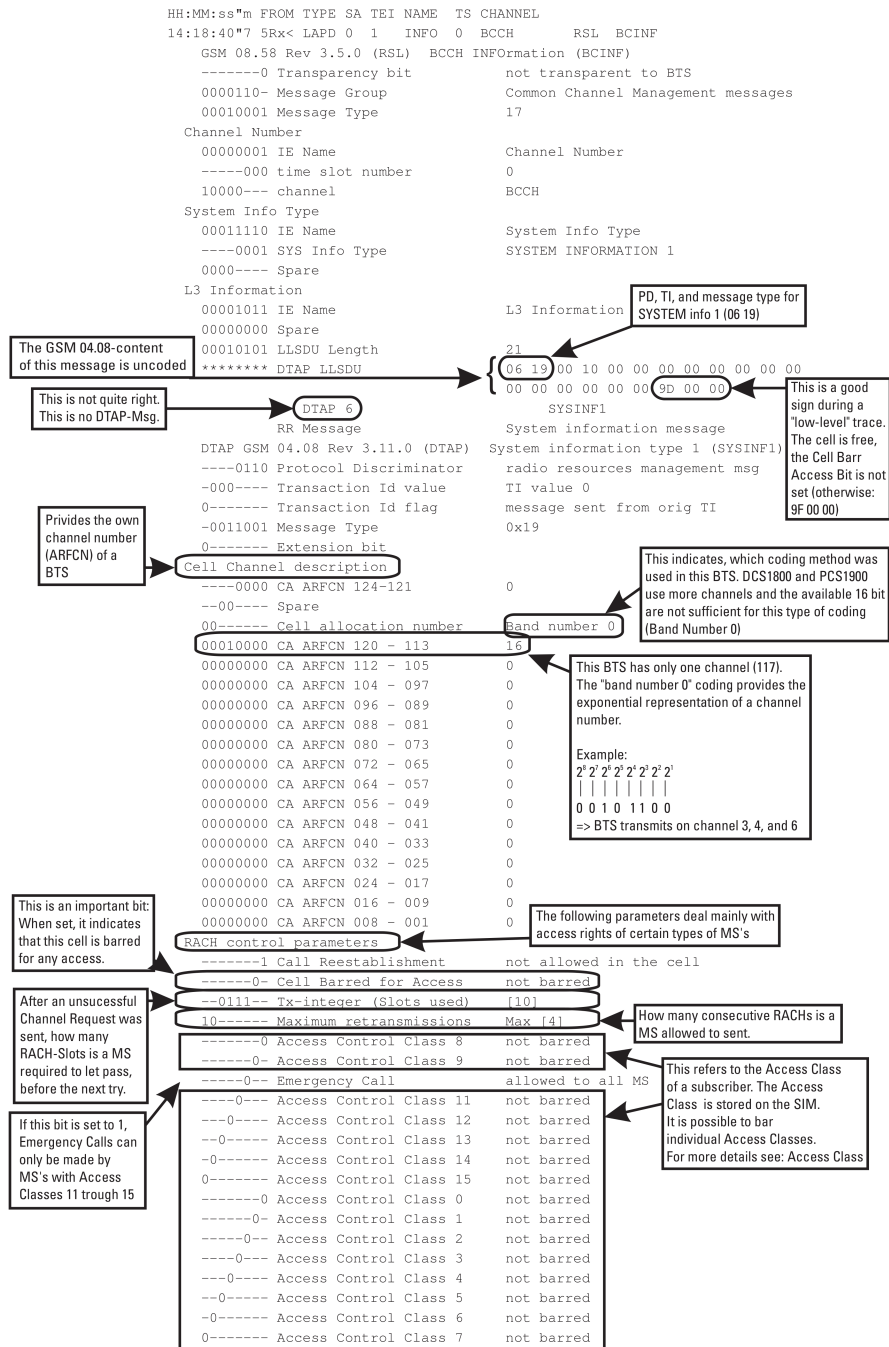 HH:MM:ss"m FROM TYPE SA TEI NAME TS CHANNEL
14:18:40"7 5Rx< LAPD 0 1 INFO 0 BCCH RSL BCINF
GSM 08.58 Rev 3.5.0 (RSL) BCCH INFOrmation (BCINF)
-------0 Transparency bit not transparent to BTS
0000110- Message Group Common Channel Management messages
00010001 Message Type 17
Channel Number
00000001 IE Name Channel Number
-----000 time slot number 0
10000--- channel BCCH
System Info Type
00011110 IE Name System Info Type
----0001 SYS Info Type SYSTEM INFORMATION 1
0000---- Spare
L3 Information
00001011 IE Name L3 Information
PD, TI, and message type for
SYSTEM info 1 (06 19)
00000000 Spare
00010101 LLSDU Length 21
The GSM 04.08-content
of this message is uncoded
******** DTAP LLSDU { 06 19 00 10 00 00 00 00 00 00 00
00 00 00 00 00 00 00 9D 00 00
This is a good
sign during a
"low-level" trace.
The cell is free,
the Cell Barr
Access Bit is not
set (otherwise:
9F 00 00)
This is not quite right.
This is no DTAP-Msg.
DTAP 6 SYSINF1
RR Message System information message
DTAP GSM 04.08 Rev 3.11.0 (DTAP) System information type 1 (SYSINF1)
----0110 Protocol Discriminator radio resources management msg
-000---- Transaction Id value TI value 0
0------- Transaction Id flag message sent from orig TI
-0011001 Message Type 0x19
0------- Extension bit
Privides the own
channel number
(ARFCN) of a
BTS
Cell Channel description
----0000 CA ARFCN 124-121 0
--00---- Spare
00------ Cell allocation number Band number 0
This indicates, which coding method was
used in this BTS. DCS1800 and PCS1900
use more channels and the available 16 bit
are not sufficient for this type of coding
(Band Number 0)
00010000 CA ARFCN 120 - 113 16
00000000 CA ARFCN 112 - 105 0
00000000 CA ARFCN 104 - 097 0
00000000 CA ARFCN 096 - 089 0
00000000 CA ARFCN 088 - 081 0
00000000 CA ARFCN 080 - 073 0
00000000 CA ARFCN 072 - 065 0
00000000 CA ARFCN 064 - 057 0
00000000 CA ARFCN 056 - 049 0
00000000 CA ARFCN 048 - 041 0
00000000 CA ARFCN 040 - 033 0
00000000 CA ARFCN 032 - 025 0
00000000 CA ARFCN 024 - 017 0
00000000 CA ARFCN 016 - 009 0
00000000 CA ARFCN 008 - 001 0
This BTS has only one channel (117).
The "band number 0" coding provides the
exponential representation of a channel
number.
Example:
2⁸ 2⁷ 2⁶ 2⁵ 2⁴ 2³ 2² 2¹
| | | | | | | |
0 0 1 0 1 1 0 0
=> BTS transmits on channel 3, 4, and 6
This is an important bit:
When set, it indicates
that this cell is barred
for any access.
RACH control parameters
The following parameters deal mainly with
access rights of certain types of MS's
-------1 Call Reestablishment not allowed in the cell
------0- Cell Barred for Access not barred
--0111-- Tx-integer (Slots used) [10]
10------ Maximum retransmissions Max [4]
After an unsuccessful
Channel Request was
sent, how many
RACH-Slots is a MS
required to let pass,
before the next try.
How many consecutive RACHs is a
MS allowed to sent.
-------0 Access Control Class 8 not barred
------0- Access Control Class 9 not barred
-----0-- Emergency Call allowed to all MS
This refers to the Access Class
of a subscriber. The Access
Class is stored on the SIM.
It is possible to bar
individual Access Classes.
For more details see: Access Class
If this bit is set to 1,
Emergency Calls can
only be made by
MS's with Access
Classes 11 trough 15
----0--- Access Control Class 11 not barred
---0---- Access Control Class 12 not barred
--0----- Access Control Class 13 not barred
-0------ Access Control Class 14 not barred
0------- Access Control Class 15 not barred
-------0 Access Control Class 0 not barred
------0- Access Control Class 1 not barred
-----0-- Access Control Class 2 not barred
----0--- Access Control Class 3 not barred
---0---- Access Control Class 4 not barred
--0----- Access Control Class 5 not barred
-0------ Access Control Class 6 not barred
0------- Access Control Class 7 not barred